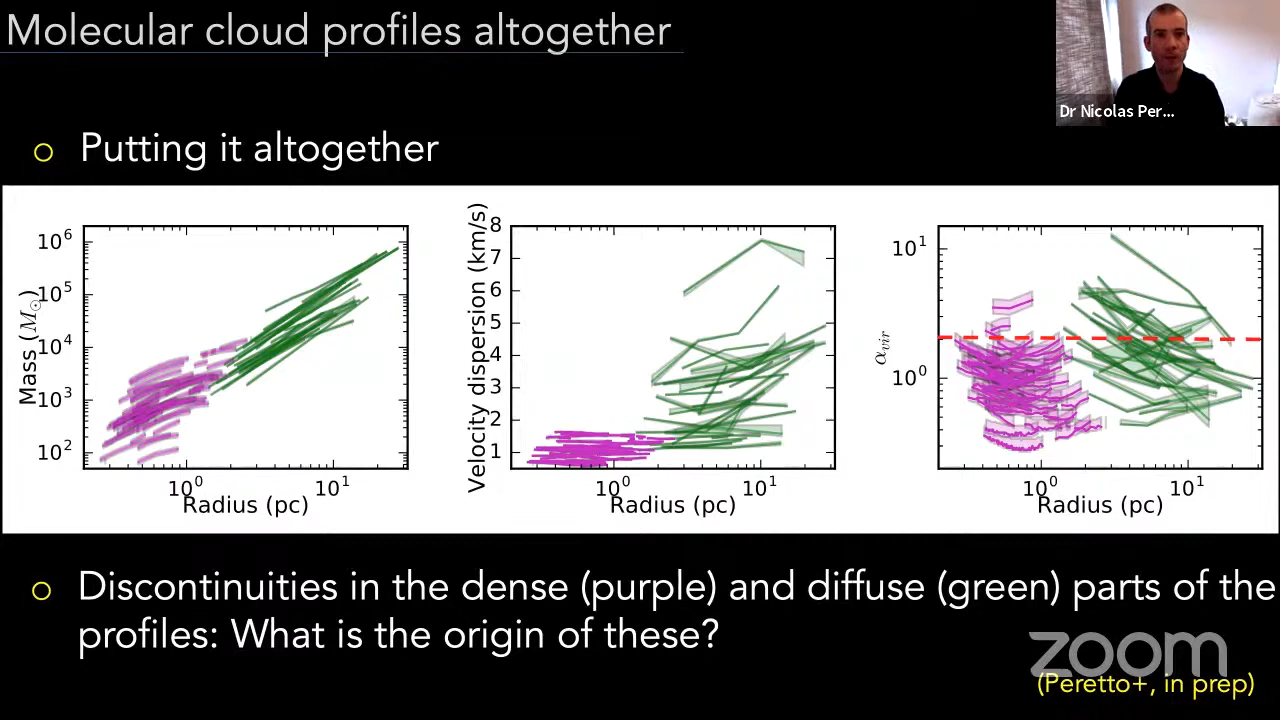 Molecular cloud profiles altogether
Dr Nicolas Per...
Putting it altogether
Mass (M☉)
10^6
10^5
10^4
10^3
10^2
10^0
10^1
Radius (pc)
Velocity dispersion (km/s)
8
7
6
5
4
3
2
1
10^0
10^1
Radius (pc)
α_vir
10^1
10^0
10^0
10^1
Radius (pc)
Discontinuities in the dense (purple) and diffuse (green) parts of the
profiles: What is the origin of these?
zoom
(Peretto+, in prep)